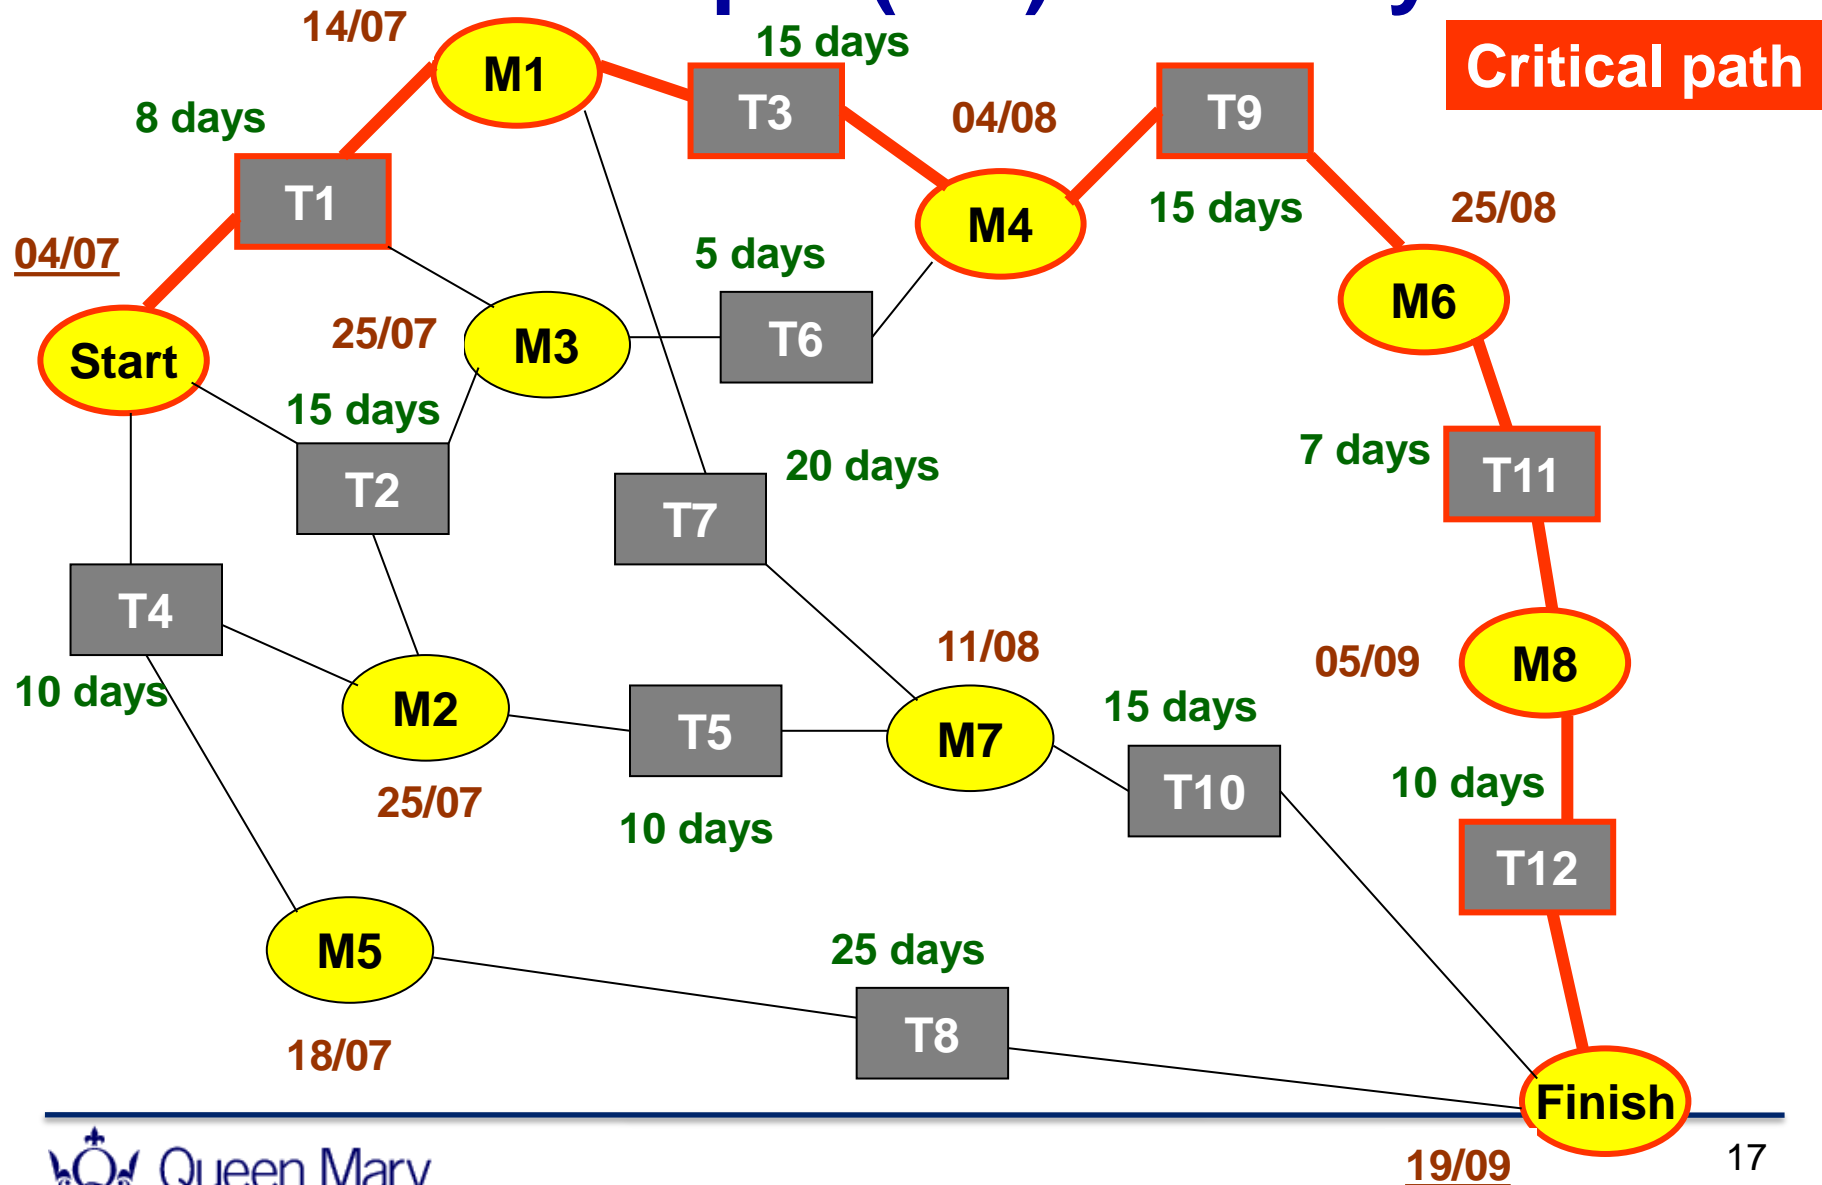 14/07
M1
15 days
Critical path
8 days
T3
04/08
T9
T1
15 days
25/08
04/07
M4
5 days
M6
25/07
M3
T6
Start
15 days
7 days
T11
T2
20 days
T7
T4
11/08
05/09
M8
10 days
M2
T5
M7
15 days
T10
10 days
25/07
10 days
T12
M5
25 days
18/07
T8
Finish
19/09
17
Queen Mary